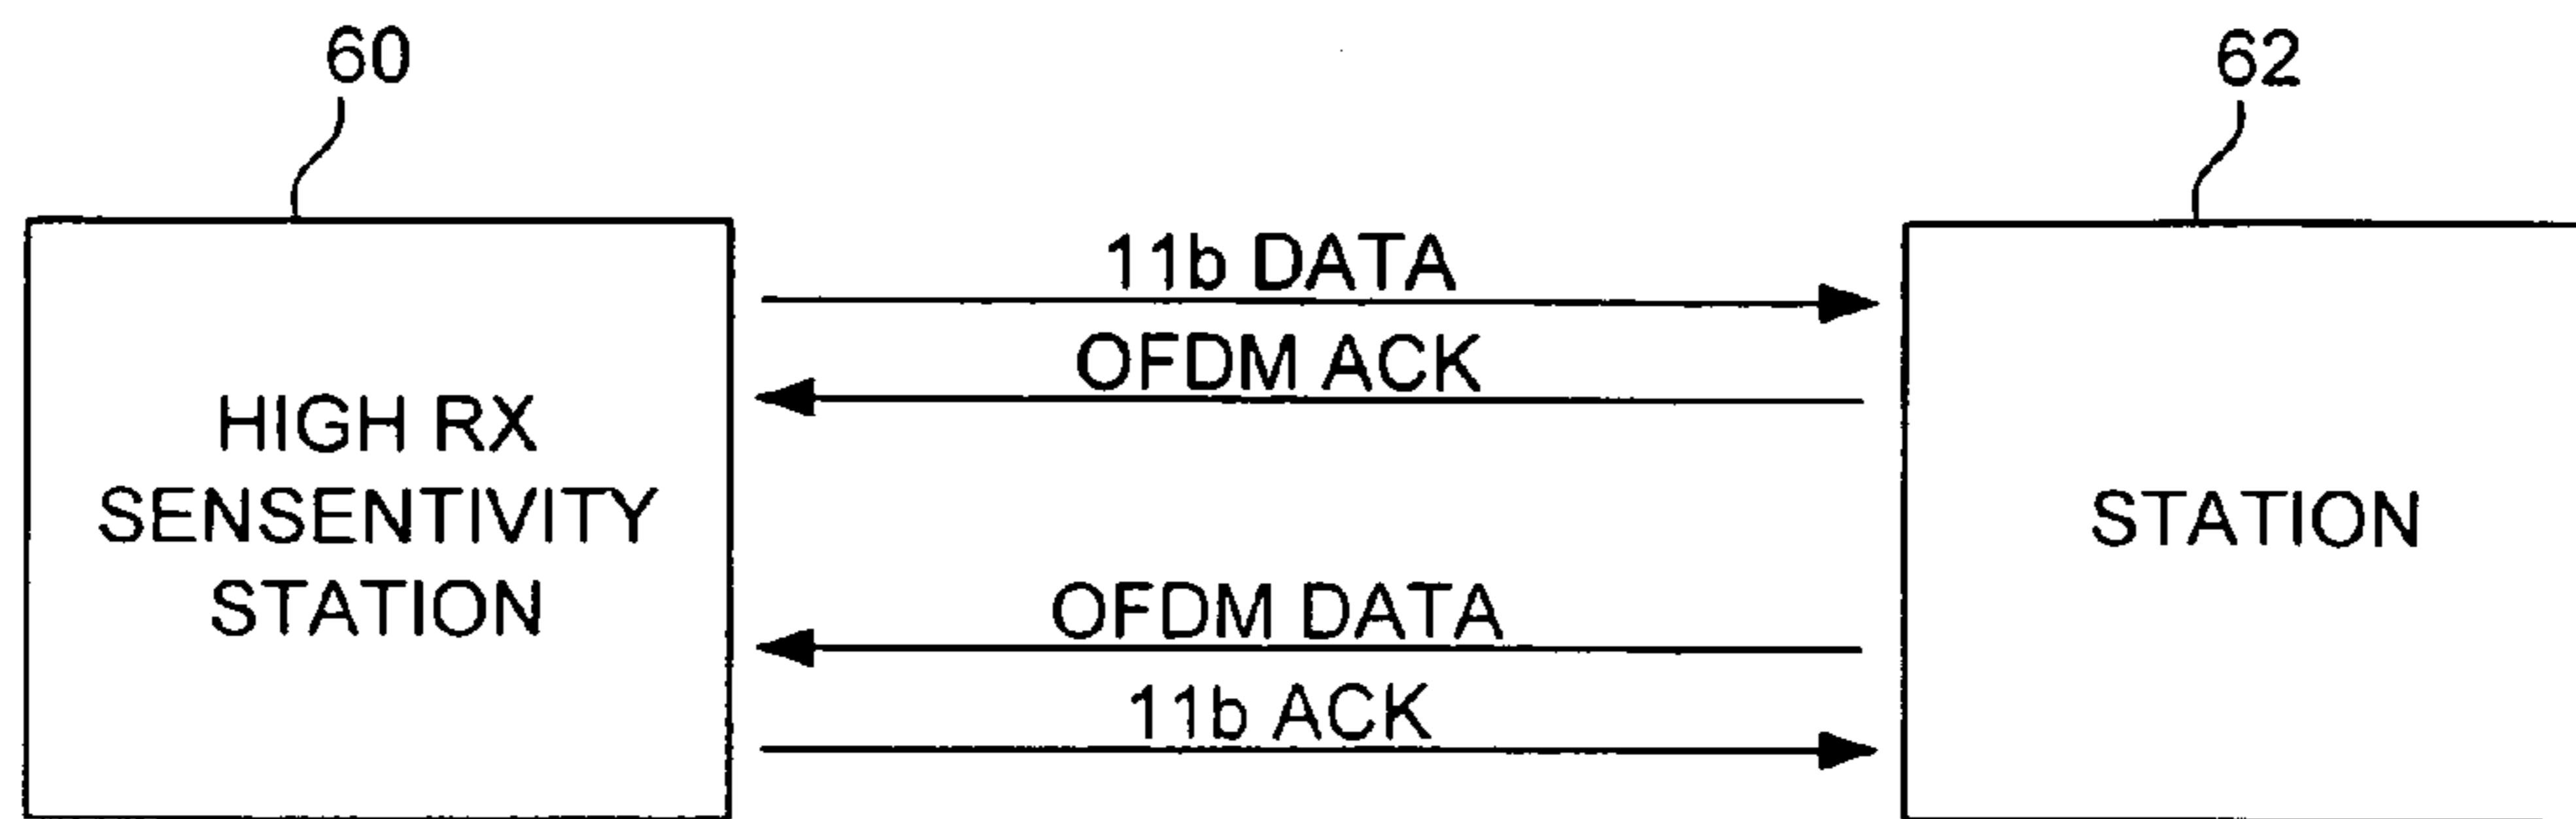 60
62
11b DATA
OFDM ACK
HIGH RX
SENSENTIVITY
STATION
STATION
OFDM DATA
11b ACK